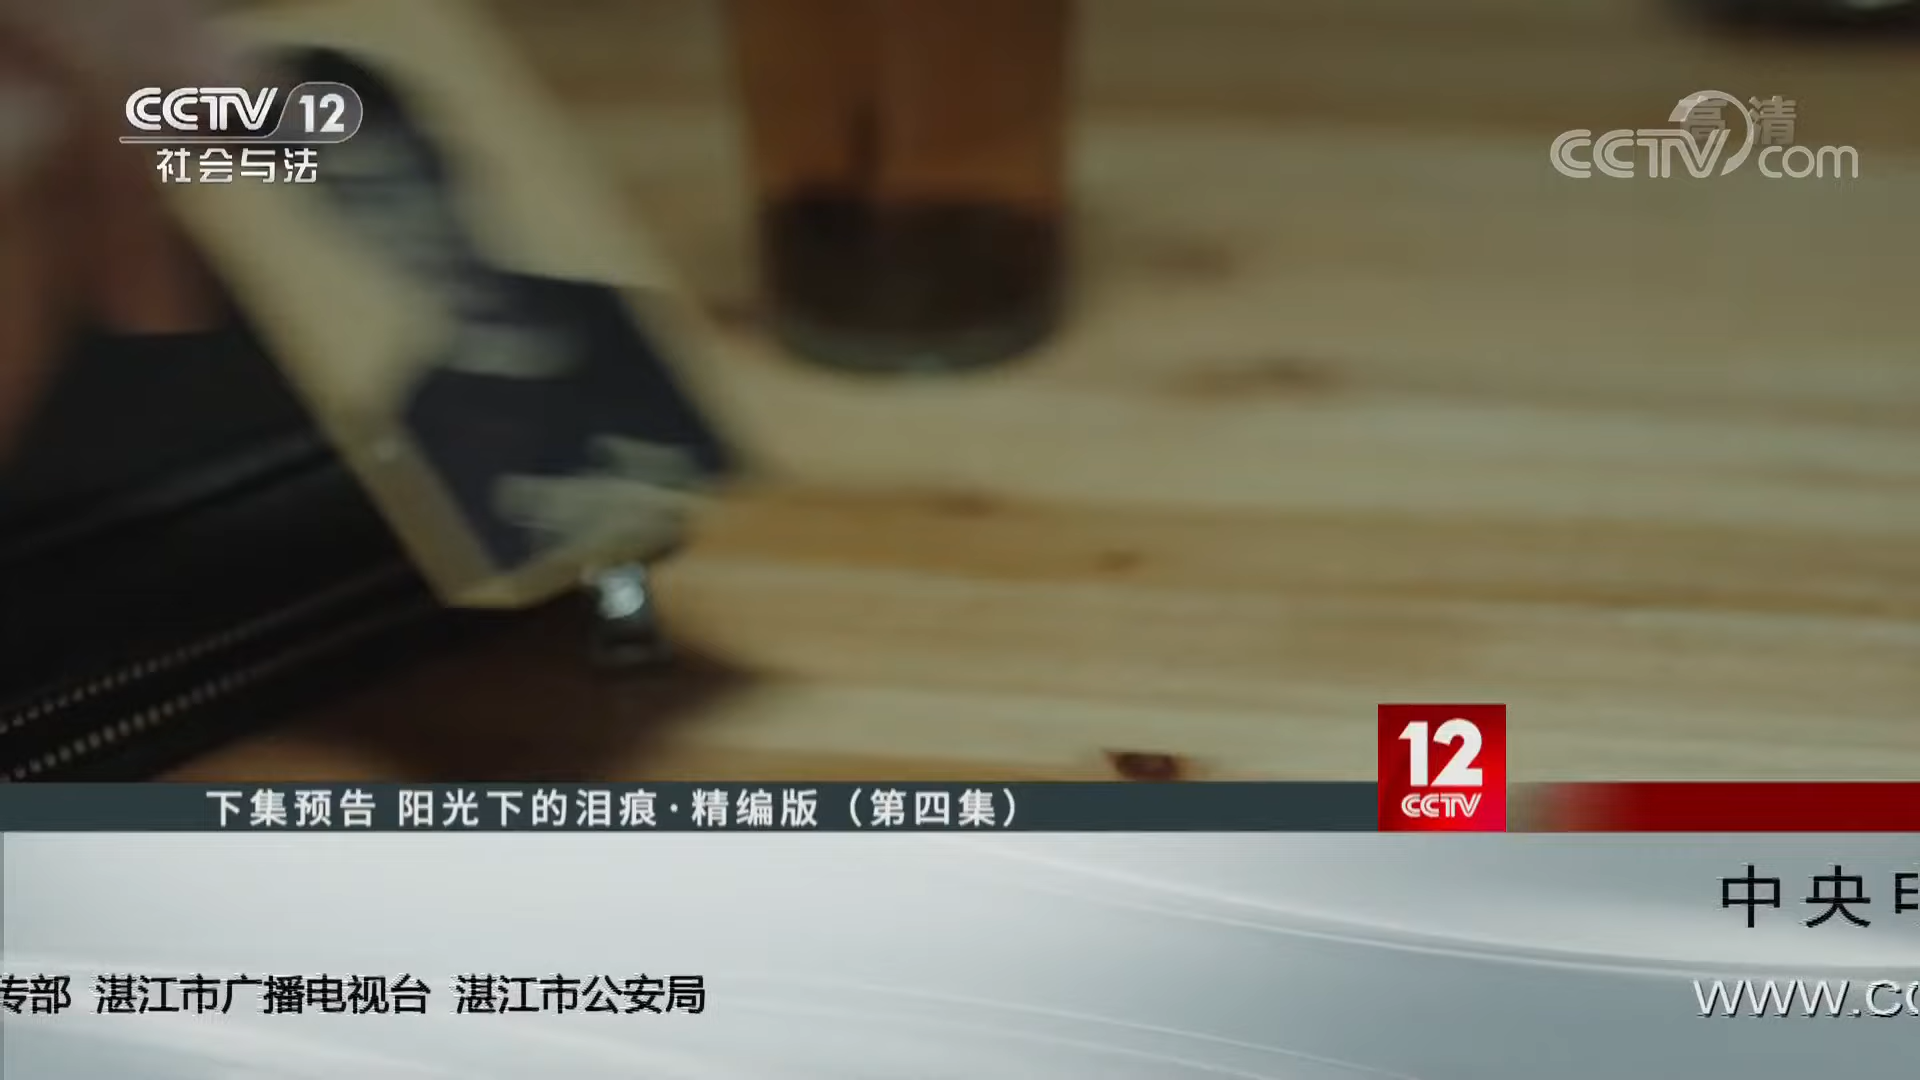 CCTV 12
社会与法
高清
CCTV com
12
CCTV
下集预告 阳光下的泪痕·精编版（第四集）
中央
传部 湛江市广播电视台 湛江市公安局
www.c